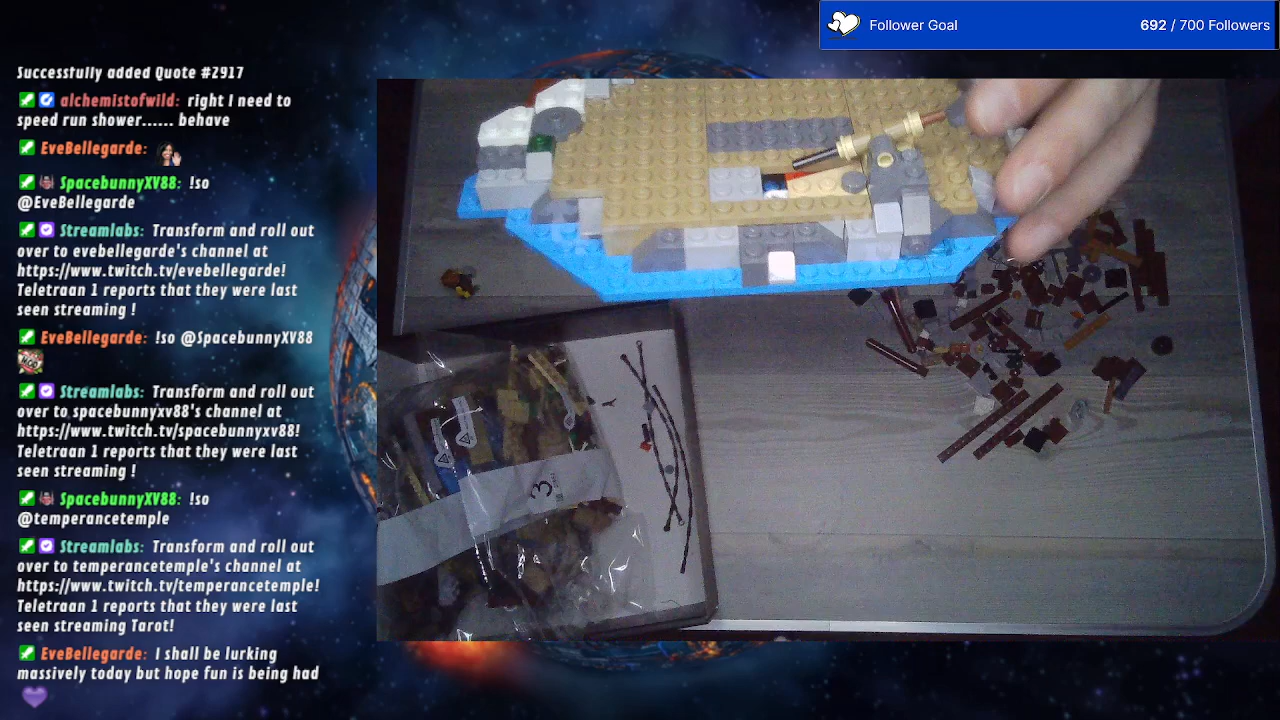 Follower Goal 692 / 700 Followers
Successfully added Quote #2917
alchemistofwild: right I need to
speed run shower...... behave
EveBellegarde:
SpacebunnyXV88: !so
@EveBellegarde
Streamlabs: Transform and roll out
over to evebellegarde's channel at
https://www.twitch.tv/evebellegarde!
Teletraan 1 reports that they were last
seen streaming !
EveBellegarde: !so @SpacebunnyXV88
Streamlabs: Transform and roll out
over to spacebunnyxv88's channel at
https://www.twitch.tv/spacebunnyxv88!
Teletraan 1 reports that they were last
seen streaming !
SpacebunnyXV88: !so
@temperancetemple
Streamlabs: Transform and roll out
over to temperancetemple's channel at
https://www.twitch.tv/temperancetemple!
Teletraan 1 reports that they were last
seen streaming Tarot!
EveBellegarde: I shall be lurking
massively today but hope fun is being had
3